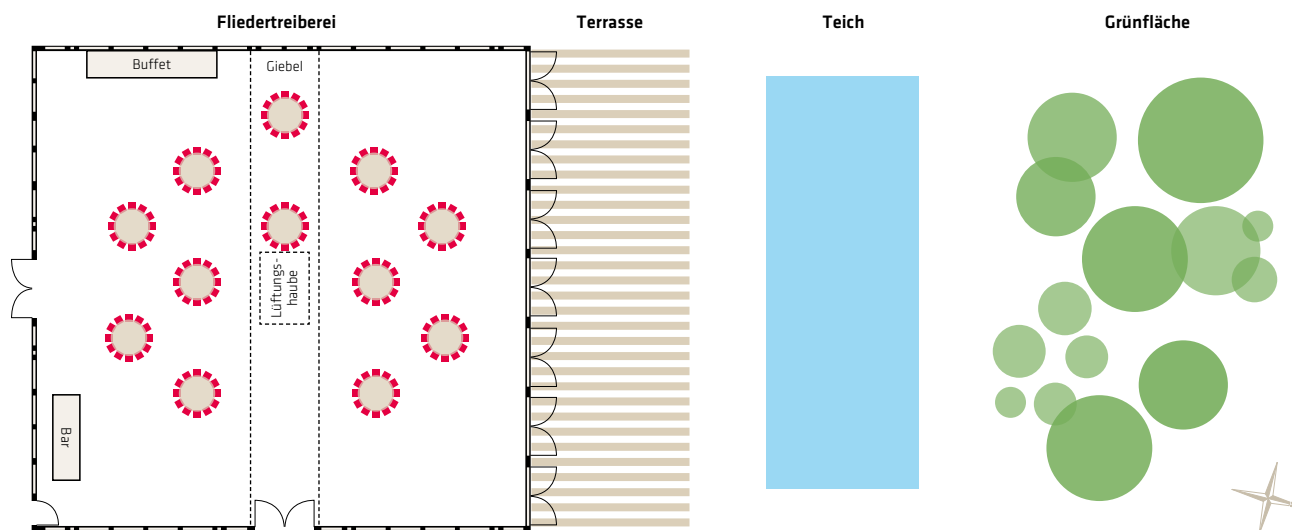 Fliedertreiberei
Terrasse
Teich
Grünfläche
Buffet
Giebel
Lüftungs-
haube
Bar